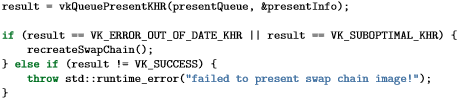 result = vkQueuePresentKHR(presentQueue, &presentInfo);
if (result == VK_ERROR_OUT_OF_DATE_KHR || result == VK_SUBOPTIMAL_KHR) {
recreateSwapChain();
} else if (result != VK_SUCCESS) {
throw std::runtime_error("failed to present swap chain image!");
}